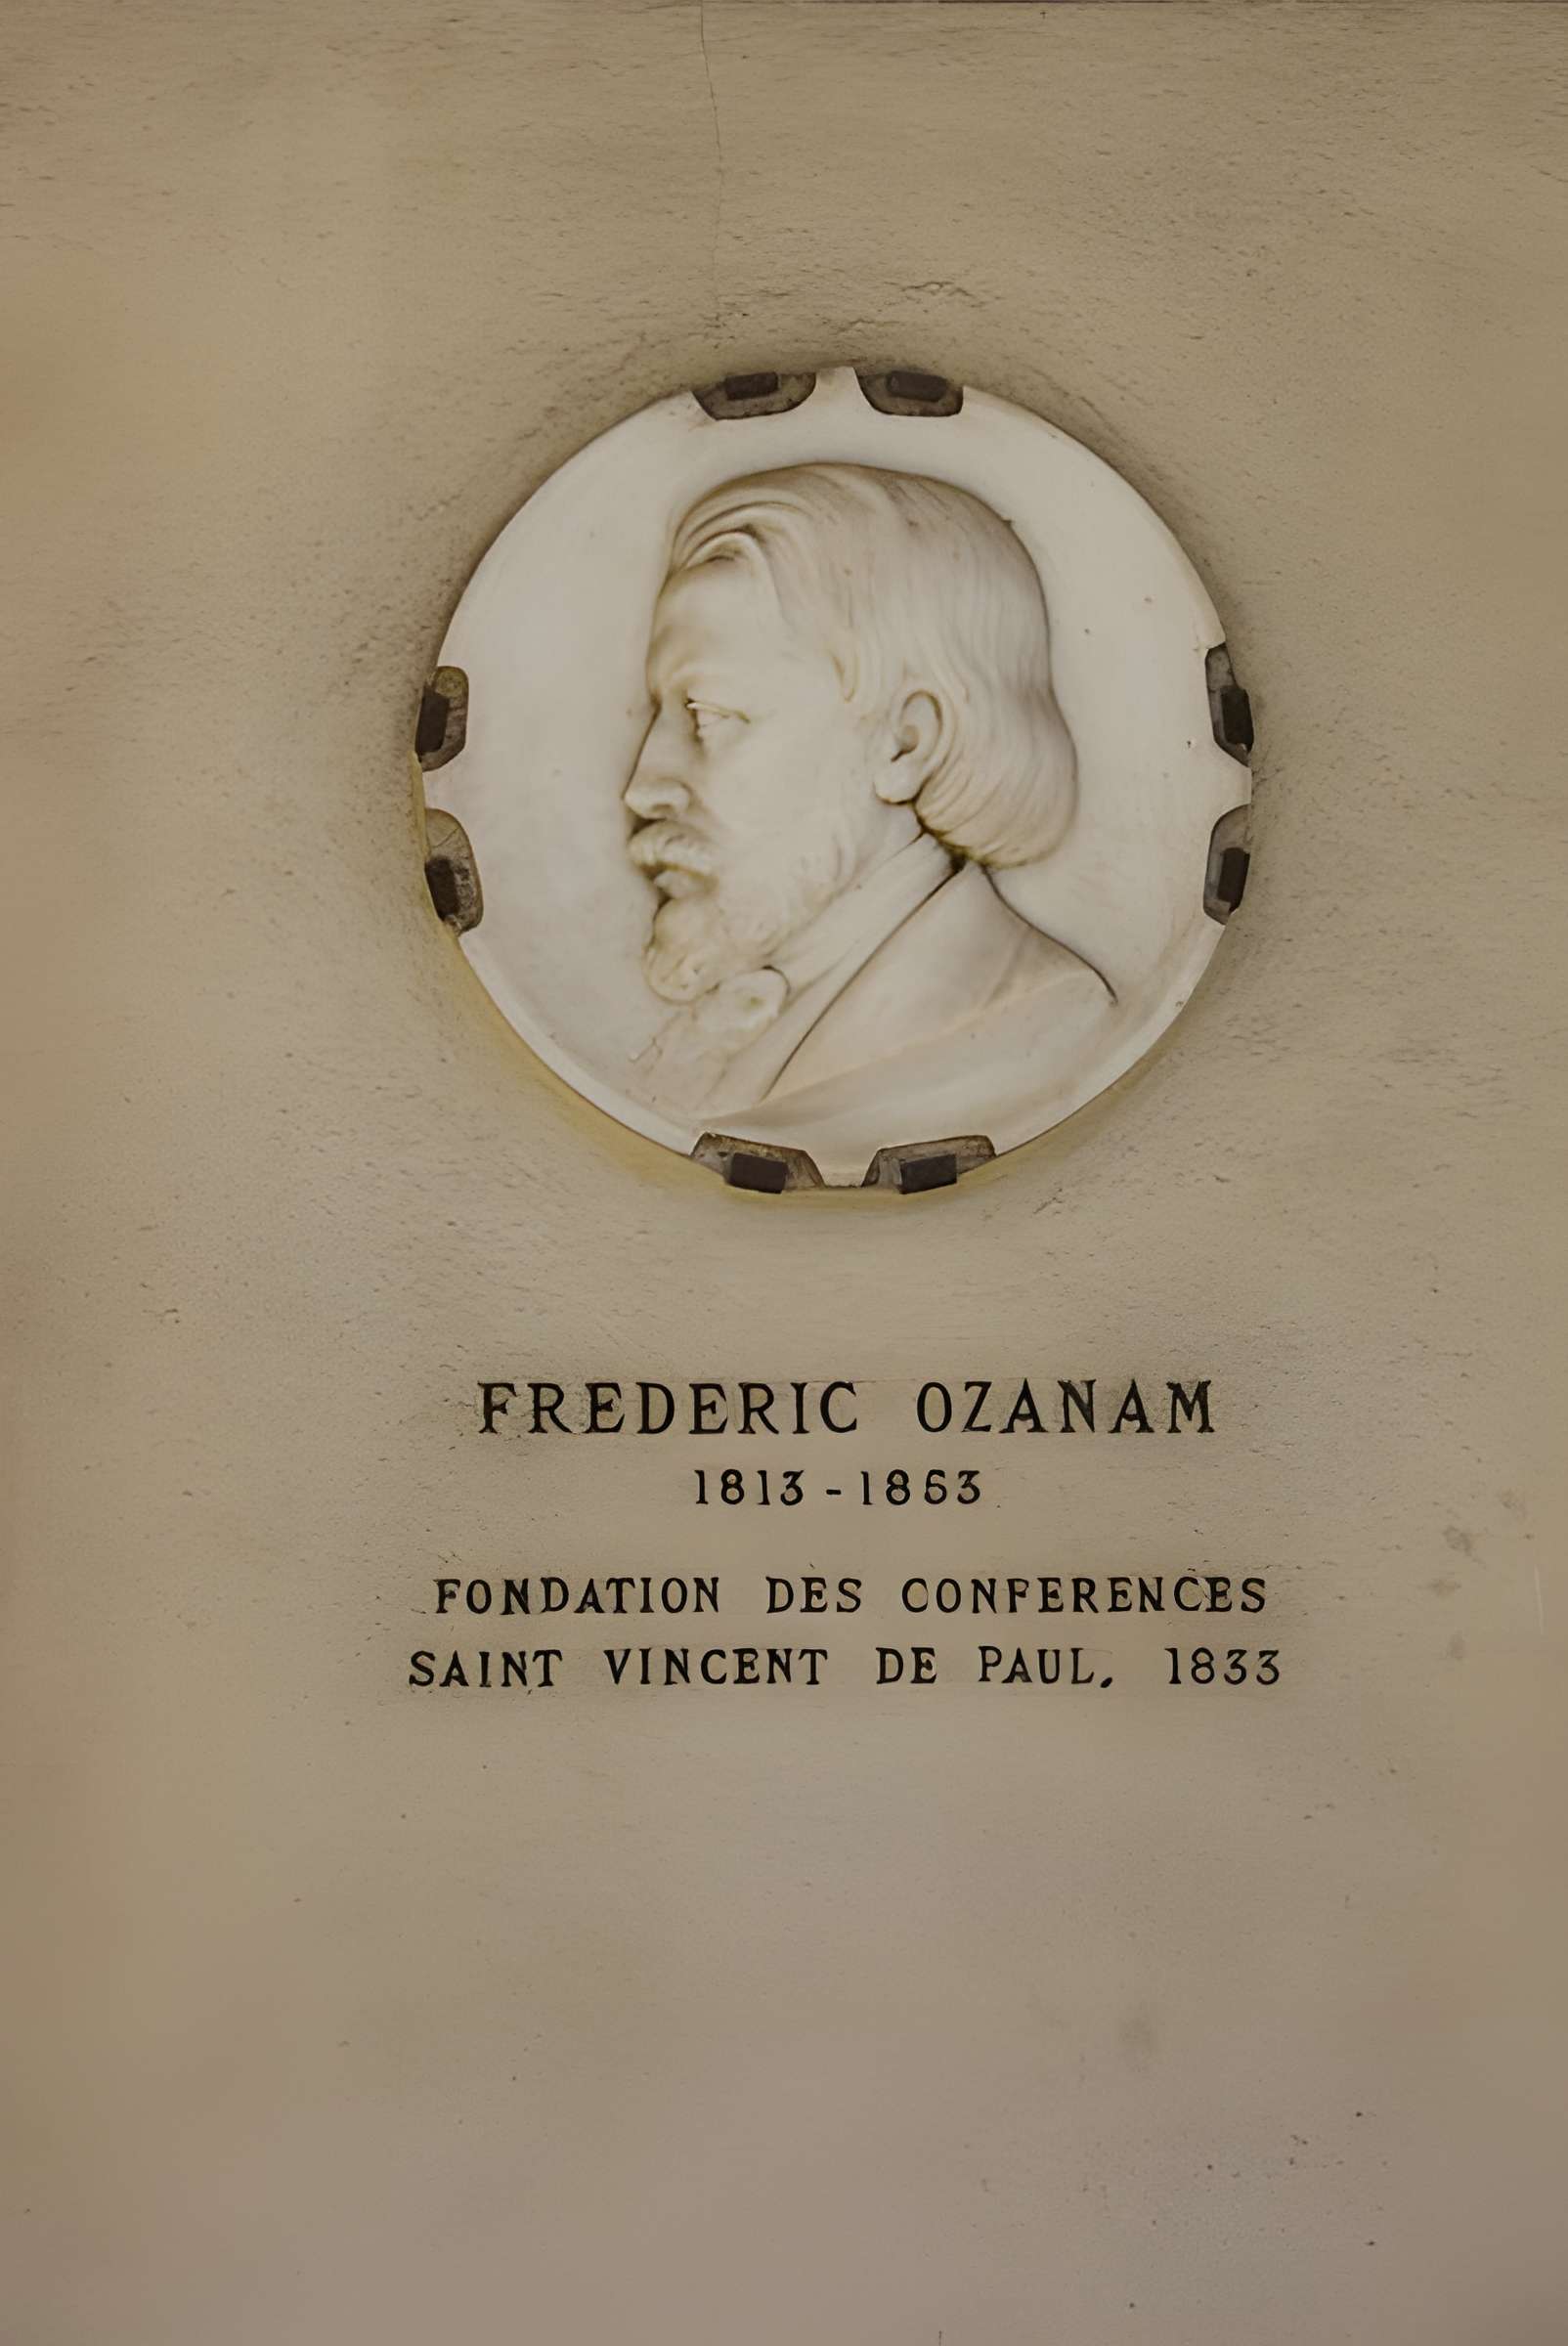 FREDERIC OZANAM
1813-1853
FONDATION DES CONFERENCES
SAINT VINCENT DE PAUL. 1833